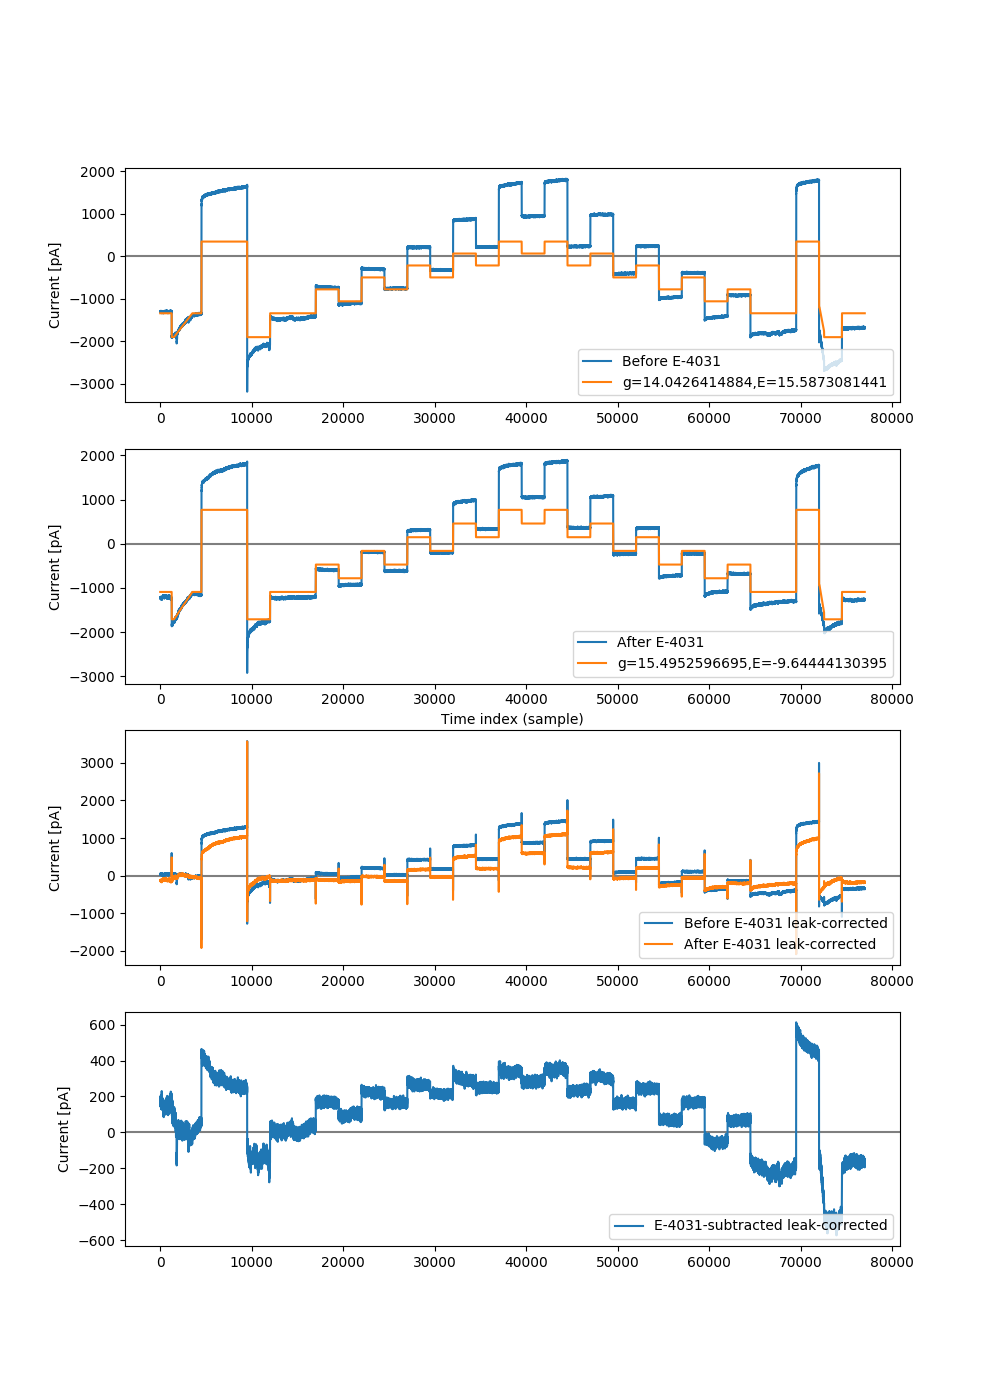 2000
1000
0
−1000
−2000
−3000
Current [pA]
Before E-4031
g=14.0426414884,E=15.5873081441
0 10000 20000 30000 40000 50000 60000 70000 80000
2000
1000
0
−1000
−2000
−3000
Current [pA]
After E-4031
g=15.4952596695,E=-9.64444130395
0 10000 20000 30000 40000 50000 60000 70000 80000
Time index (sample)
3000
2000
1000
0
−1000
−2000
Current [pA]
Before E-4031 leak-corrected
After E-4031 leak-corrected
0 10000 20000 30000 40000 50000 60000 70000 80000
600
400
200
0
−200
−400
−600
Current [pA]
E-4031-subtracted leak-corrected
0 10000 20000 30000 40000 50000 60000 70000 80000